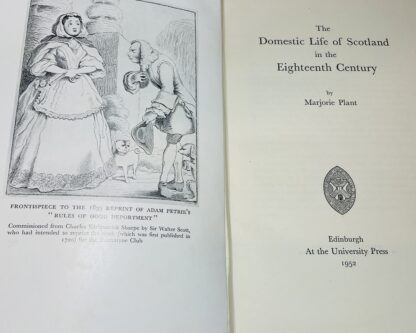 FRONTISPIECE TO THE 1835 REPRINT OF ADAM PETRIE'S
"RULES OF GOOD DEPORTMENT"
Commissioned from Charles Kirkpatrick Sharpe by Sir Walter Scott,
who had intended to reprint the work (which was first published in
1720) for the Bannatyne Club
The
Domestic Life of Scotland
in the
Eighteenth Century
by
Marjorie Plant
Edinburgh
At the University Press
1952